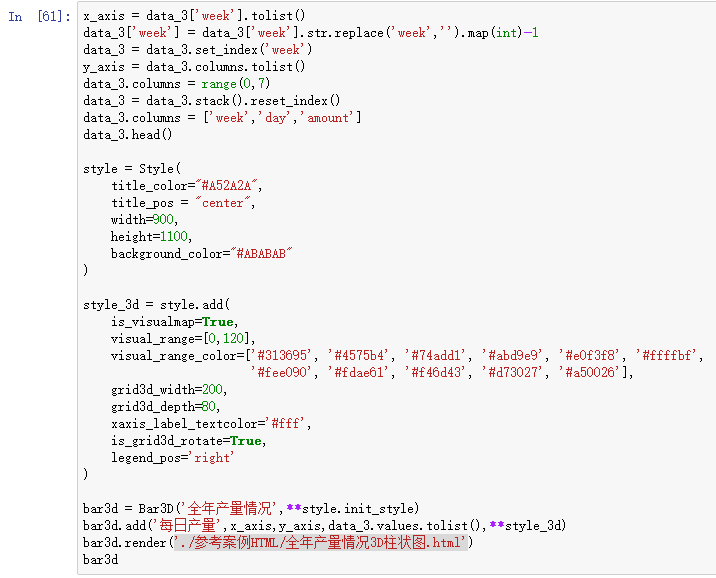 In [61]:
x_axis = data_3['week'].tolist()
data_3['week'] = data_3['week'].str.replace('week','').map(int)-1
data_3 = data_3.set_index('week')
y_axis = data_3.columns.tolist()
data_3.columns = range(0,7)
data_3 = data_3.stack().reset_index()
data_3.columns = ['week','day','amount']
data_3.head()
style = Style(
    title_color="#A52A2A",
    title_pos = "center",
    width=900,
    height=1100,
    background_color="#ABABAB"
)
style_3d = style.add(
    is_visualmap=True,
    visual_range=[0,120],
    visual_range_color=['#313695', '#4575b4', '#74add1', '#abd9e9', '#e0f3f8', '#ffffbf',
                        '#fee090', '#fdae61', '#f46d43', '#d73027', '#a50026'],
    grid3d_width=200,
    grid3d_depth=80,
    xaxis_label_textcolor='#fff',
    is_grid3d_rotate=True,
    legend_pos='right'
)
bar3d = Bar3D('全年产量情况',**style.init_style)
bar3d.add('每日产量',x_axis,y_axis,data_3.values.tolist(),**style_3d)
bar3d.render('./参考案例HTML/全年产量情况3D柱状图.html')
bar3d